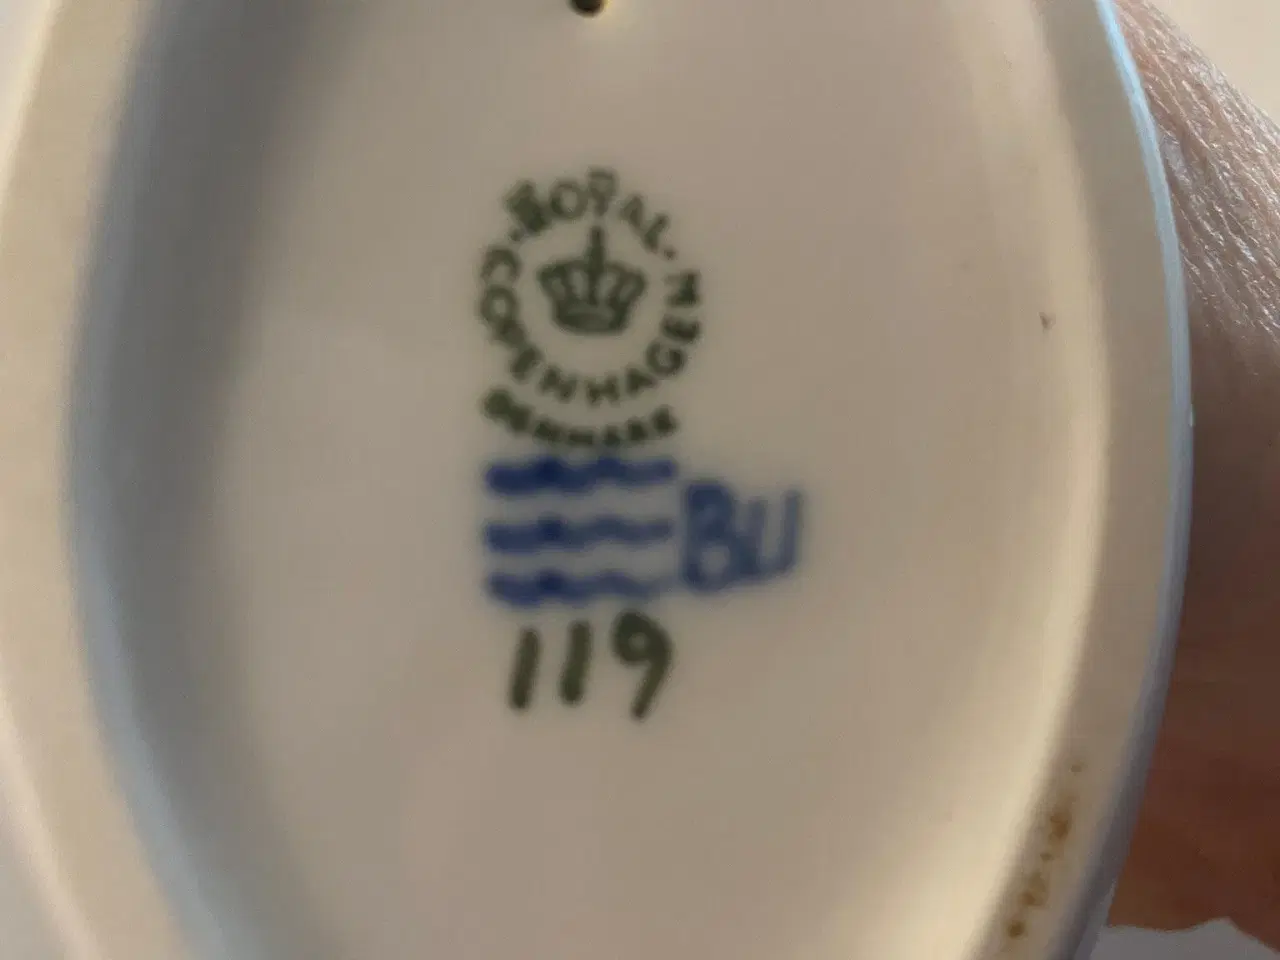 ROYAL
COPENHAGEN
DENMARK
BU
119